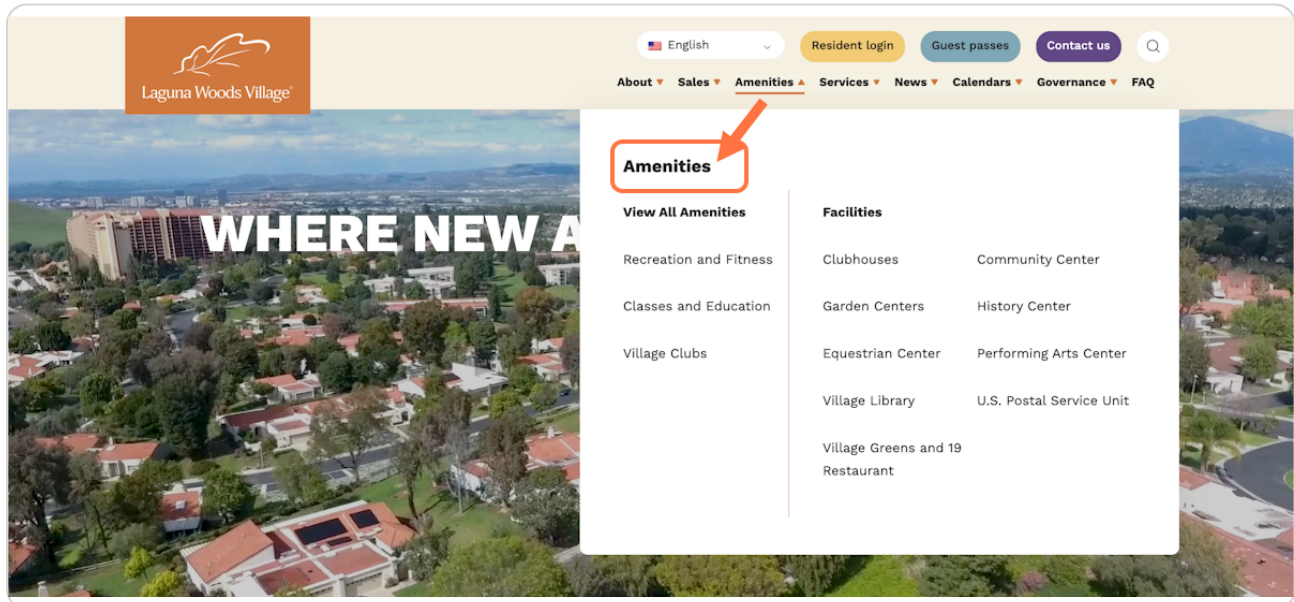 Laguna Woods Village®
English
Resident login
Guest passes
Contact us
About
Sales
Amenities
Services
News
Calendars
Governance
FAQ
WHERE NEW A
Amenities
View All Amenities
Recreation and Fitness
Classes and Education
Village Clubs
Facilities
Clubhouses
Garden Centers
Equestrian Center
Village Library
Village Greens and 19
Restaurant
Community Center
History Center
Performing Arts Center
U.S. Postal Service Unit